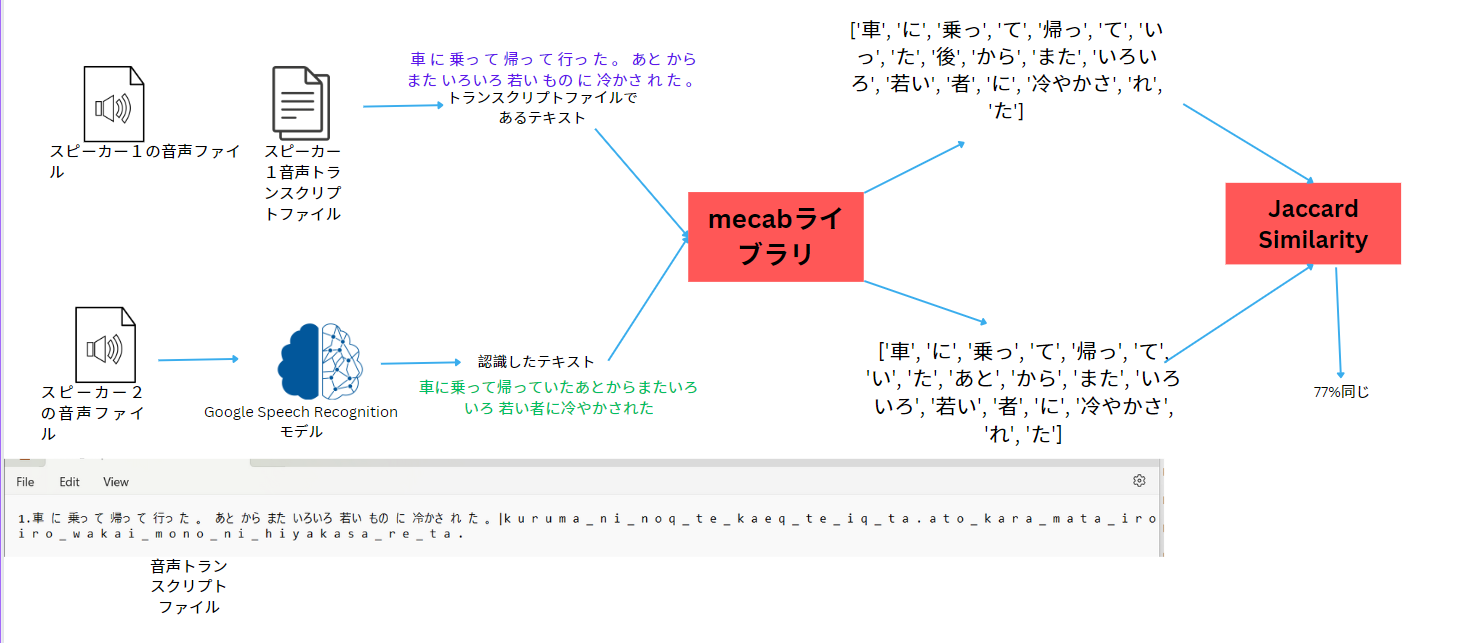 スピーカー１の音声ファイ
ル
スピーカー
１音声トラ
ンスクリプ
トファイル
車 に 乗って 帰っ て 行っ た 。 あと から
また いろいろ 若い もの に 冷かさ れ た 。
トランスクリプトファイルで
あるテキスト
['車', 'に', '乗っ', 'て', '帰っ', 'て', 'い
っ', 'た', '後', 'から', 'また', 'いろい
ろ', '若い', '者', 'に', '冷やかさ', 'れ',
'た']
mecabライ
ブラリ
Jaccard
Similarity
77%同じ
スピーカー２
の音声ファイ
ル
Google Speech Recognition
モデル
認識したテキスト
車に乗って帰っていたあとからまたいろ
いろ 若い者に冷やかされた
['車', 'に', '乗っ', 'て', '帰っ', 'て',
'い', 'た', 'あと', 'から', 'また', 'いろ
いろ', '若い', '者', 'に', '冷やかさ',
'れ', 'た']
File Edit View
1.車 に 乗っ て 帰っ て 行っ た 。 あと から また いろいろ 若い もの に 冷かさ れ た 。|k u r u m a _ n i _ n o q _ t e _ k a e q _ t e _ i q _ t a . a t o _ k a r a _ m a t a _ i r o
i r o _ w a k a i _ m o n o _ n i _ h i y a k a s a _ r e _ t a .
音声トラン
スクリプト
ファイル